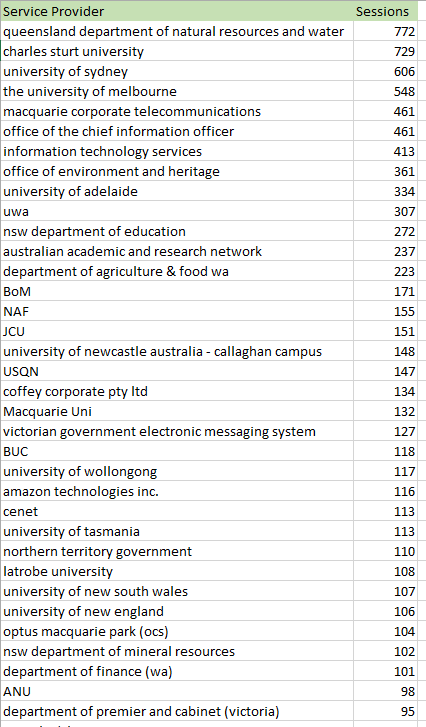 Service Provider Sessions
queensland department of natural resources and water 772
charles sturt university 729
university of sydney 606
the university of melbourne 548
macquarie corporate telecommunications 461
office of the chief information officer 461
information technology services 413
office of environment and heritage 361
university of adelaide 334
uwa 307
nsw department of education 272
australian academic and research network 237
department of agriculture & food wa 223
BoM 171
NAF 155
JCU 151
university of newcastle australia - callaghan campus 148
USQN 147
coffey corporate pty ltd 134
Macquarie Uni 132
victorian government electronic messaging system 127
BUC 118
university of wollongong 117
amazon technologies inc. 116
cenet 113
university of tasmania 113
northern territory government 110
latrobe university 108
university of new south wales 107
university of new england 106
optus macquarie park (ocs) 104
nsw department of mineral resources 102
department of finance (wa) 101
ANU 98
department of premier and cabinet (victoria) 95